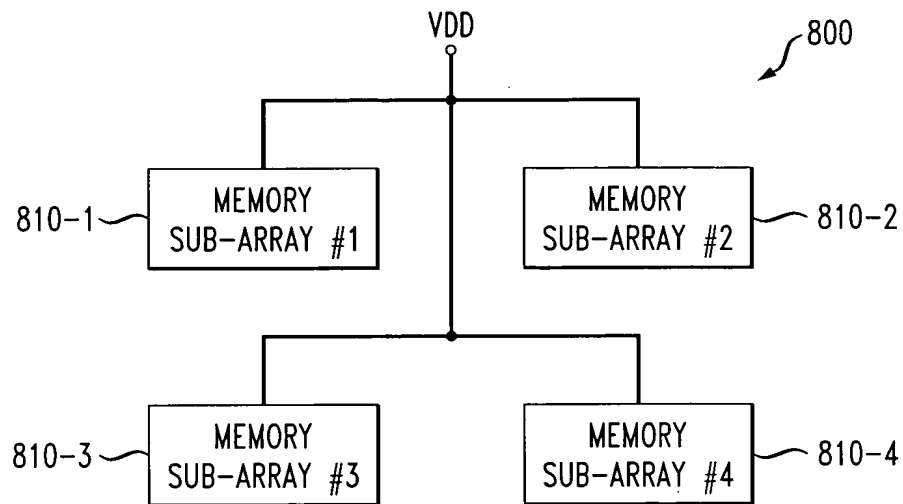 VDD
800
MEMORY
SUB-ARRAY #1
810-1
MEMORY
SUB-ARRAY #2
810-2
MEMORY
SUB-ARRAY #3
810-3
MEMORY
SUB-ARRAY #4
810-4